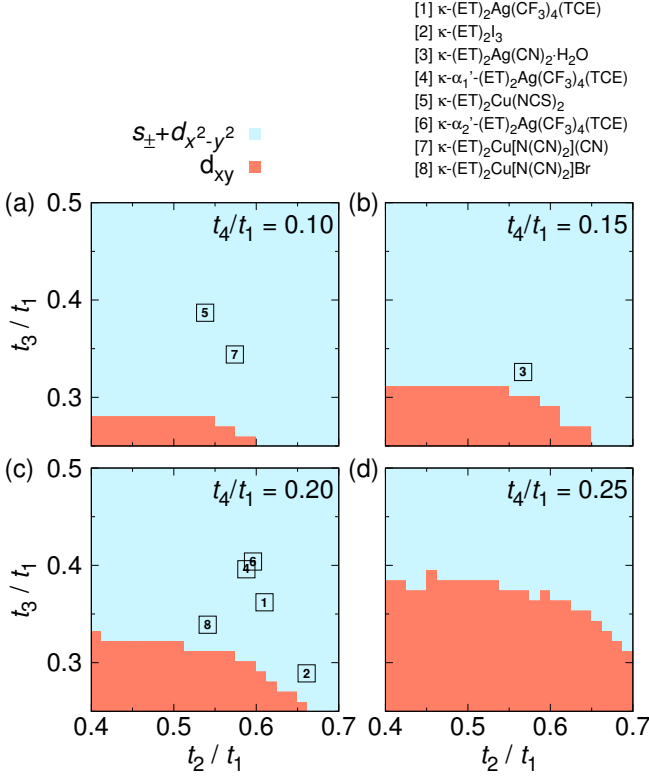 [1] κ-(ET)₂Ag(CF₃)₄(TCE)
[2] κ-(ET)₂I₃
[3] κ-(ET)₂Ag(CN)₂·H₂O
[4] κ-α₁'-(ET)₂Ag(CF₃)₄(TCE)
[5] κ-(ET)₂Cu(NCS)₂
[6] κ-α₂'-(ET)₂Ag(CF₃)₄(TCE)
[7] κ-(ET)₂Cu[N(CN)₂](CN)
[8] κ-(ET)₂Cu[N(CN)₂]Br
s± + dx²-y²
dxy
(a)
t₄/t₁ = 0.10
0.5
0.4
0.3
t₃ / t₁
5
7
(b)
t₄/t₁ = 0.15
3
(c)
t₄/t₁ = 0.20
0.5
0.4
0.3
t₃ / t₁
6
4
1
8
2
0.4 0.5 0.6 0.7
t₂ / t₁
(d)
t₄/t₁ = 0.25
0.4 0.5 0.6 0.7
t₂ / t₁